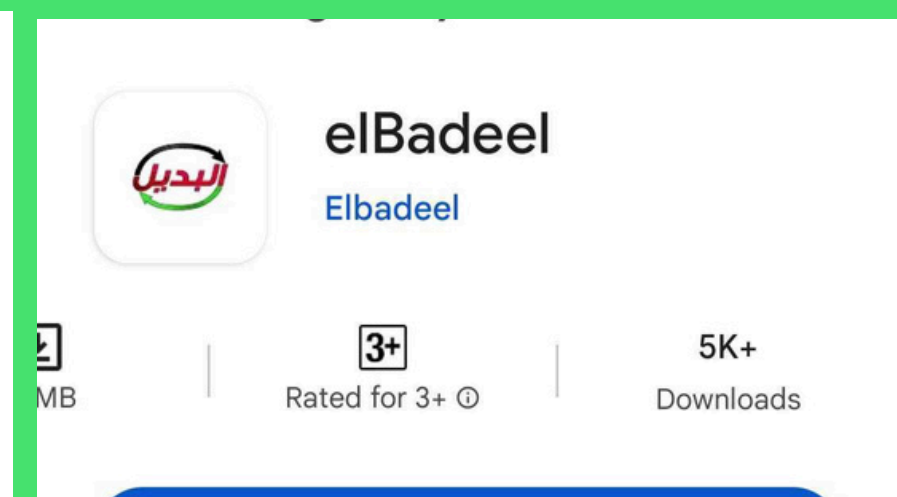 elBadeel
البديل
Elbadeel
3+
5K+
MB
Rated for 3+
Downloads